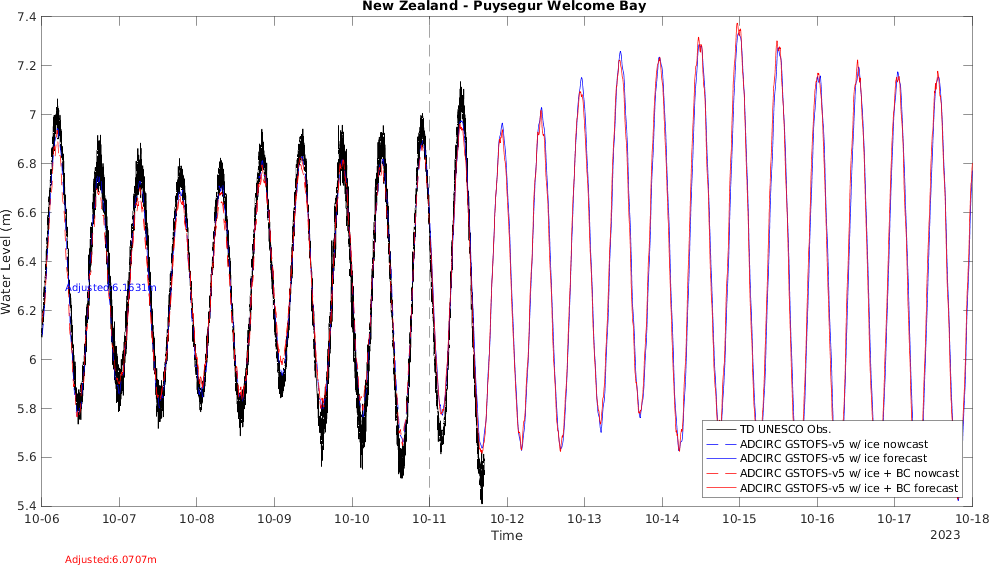 New Zealand - Puysegur Welcome Bay
7.4
7.2
7
6.8
6.6
6.4
6.2
6
5.8
5.6
5.4
Water Level (m)
Adjusted:6.1631m
TD UNESCO Obs.
ADCIRC GSTOFS-v5 w/ ice nowcast
ADCIRC GSTOFS-v5 w/ ice forecast
ADCIRC GSTOFS-v5 w/ ice + BC nowcast
ADCIRC GSTOFS-v5 w/ ice + BC forecast
10-06 10-07 10-08 10-09 10-10 10-11 10-12 10-13 10-14 10-15 10-16 10-17 10-18
Time
2023
Adjusted:6.0707m